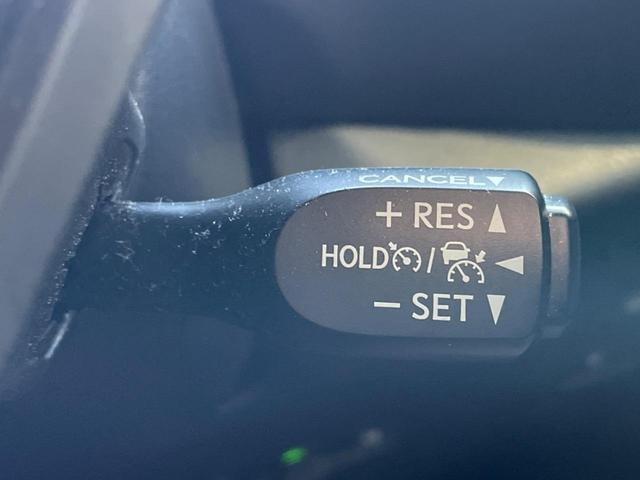 CANCEL▼
+ RES ▲
HOLD / ◀
− SET ▼